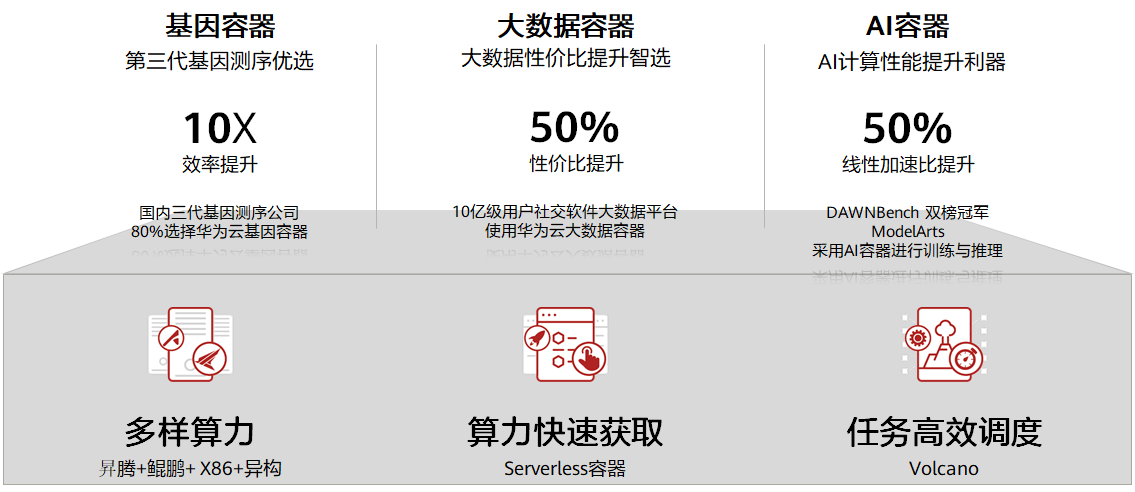 基因容器
第三代基因测序优选
10X
效率提升
国内三代基因测序公司
80%选择华为云基因容器
大数据容器
大数据性价比提升智选
50%
性价比提升
10亿级用户社交软件大数据平台
使用华为云大数据容器
AI容器
AI计算性能提升利器
50%
线性加速比提升
DAWNBench 双榜冠军
ModelArts
采用AI容器进行训练与推理
多样算力
昇腾+鲲鹏+ X86+异构
算力快速获取
Serverless容器
任务高效调度
Volcano